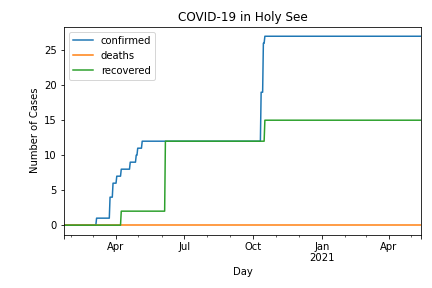 COVID-19 in Holy See
confirmed
deaths
recovered
Number of Cases
25
20
15
10
5
0
Apr
Jul
Oct
Jan
2021
Apr
Day